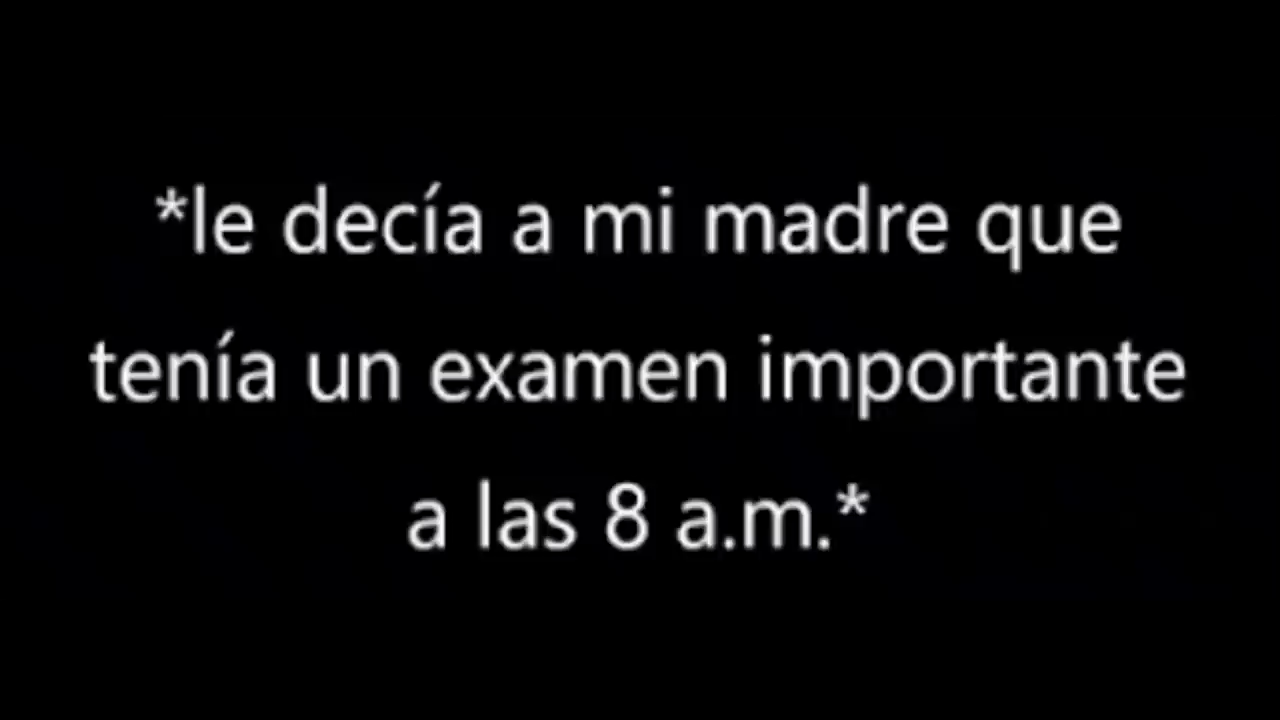 *le decía a mi madre que
tenía un examen importante
a las 8 a.m.*